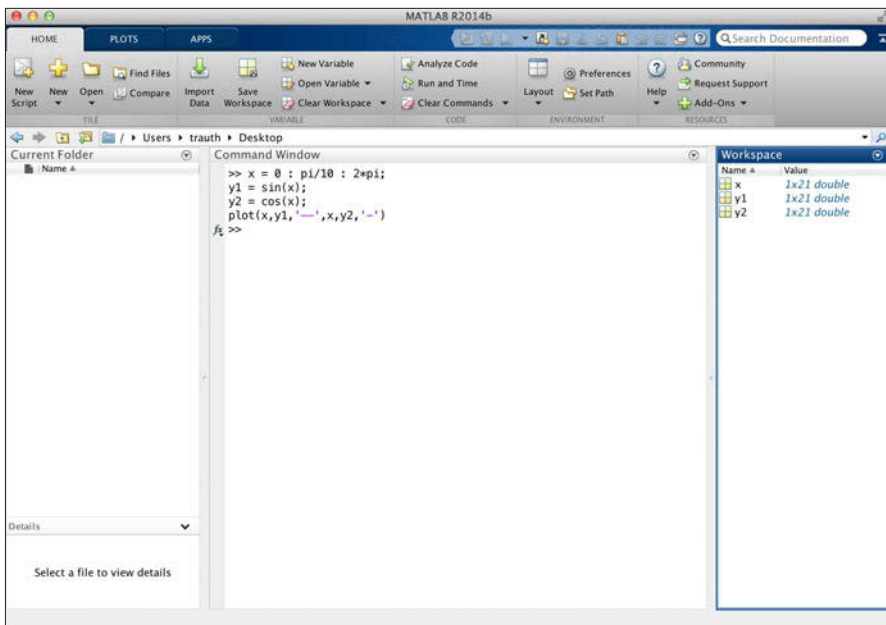 MATLAB R2014b
HOME PLOTS APPS
Search Documentation
New Script
New
Open
Find Files
Compare
Import Data
Save Workspace
New Variable
Open Variable
Clear Workspace
Analyze Code
Run and Time
Clear Commands
Layout
Preferences
Set Path
Help
Community
Request Support
Add-Ons
FILE VARIABLE CODE ENVIRONMENT RESOURCES
/ Users trauth Desktop
Current Folder
Name
Command Window
>> x = 0 : pi/10 : 2*pi;
y1 = sin(x);
y2 = cos(x);
plot(x,y1,'--',x,y2,'-')
fx >>
Workspace
Name Value
x 1x21 double
y1 1x21 double
y2 1x21 double
Details
Select a file to view details